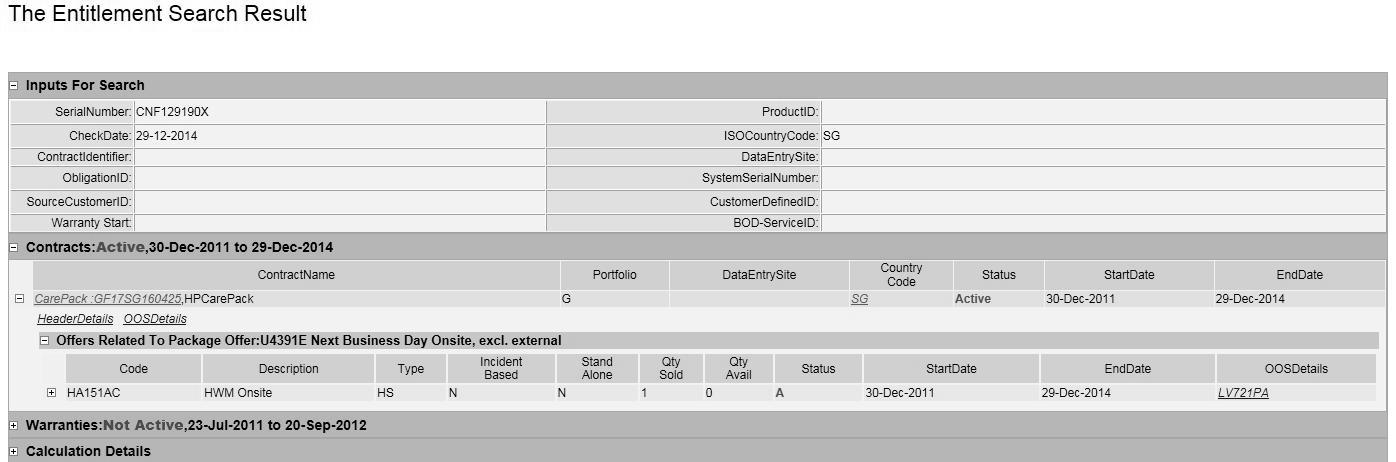 The Entitlement Search Result
Inputs For Search
SerialNumber: CNF129190X ProductID:
CheckDate: 29-12-2014 ISOCountryCode: SG
ContractIdentifier: DataEntrySite:
ObligationID: SystemSerialNumber:
SourceCustomerID: CustomerDefinedID:
Warranty Start: BOD-ServiceID:
Contracts:Active,30-Dec-2011 to 29-Dec-2014
ContractName Portfolio DataEntrySite Country Code Status StartDate EndDate
CarePack :GF17SG160425,HPCarePack G SG Active 30-Dec-2011 29-Dec-2014
HeaderDetails OOSDetails
Offers Related To Package Offer:U4391E Next Business Day Onsite, excl. external
Code Description Type Incident Based Stand Alone Qty Sold Qty Avail Status StartDate EndDate OOSDetails
HA151AC HWM Onsite HS N N 1 0 A 30-Dec-2011 29-Dec-2014 LV721PA
Warranties:Not Active,23-Jul-2011 to 20-Sep-2012
Calculation Details